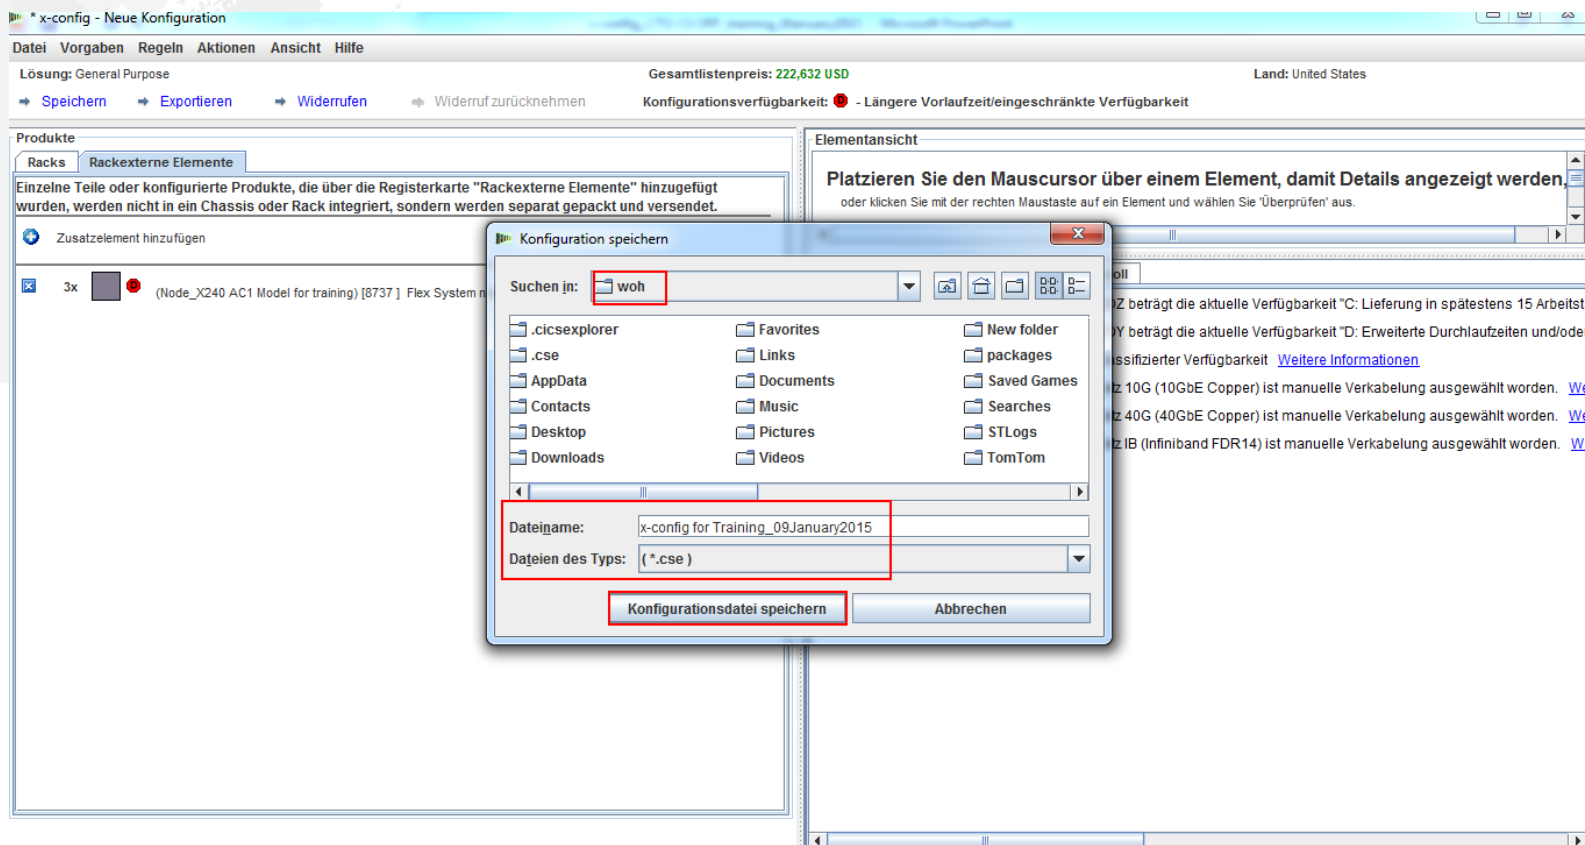 * x-config - Neue Konfiguration
Datei Vorgaben Regeln Aktionen Ansicht Hilfe
Lösung: General Purpose Gesamtlistenpreis: 222,632 USD Land: United States
Speichern Exportieren Widerrufen Widerruf zurücknehmen Konfigurationsverfügbarkeit: - Längere Vorlaufzeit/eingeschränkte Verfügbarkeit
Produkte
Racks Rackexterne Elemente
Einzelne Teile oder konfigurierte Produkte, die über die Registerkarte "Rackexterne Elemente" hinzugefügt
wurden, werden nicht in ein Chassis oder Rack integriert, sondern werden separat gepackt und versendet.
Zusatzelement hinzufügen
3x (Node_X240 AC1 Model for training) [8737 ] Flex System n
Elementansicht
Platzieren Sie den Mauscursor über einem Element, damit Details angezeigt werden,
oder klicken Sie mit der rechten Maustaste auf ein Element und wählen Sie 'Überprüfen' aus.
oll
Z beträgt die aktuelle Verfügbarkeit "C: Lieferung in spätestens 15 Arbeitst
Y beträgt die aktuelle Verfügbarkeit "D: Erweiterte Durchlaufzeiten und/ode
ssifizierter Verfügbarkeit Weitere Informationen
tz 10G (10GbE Copper) ist manuelle Verkabelung ausgewählt worden. We
tz 40G (40GbE Copper) ist manuelle Verkabelung ausgewählt worden. We
tz IB (Infiniband FDR14) ist manuelle Verkabelung ausgewählt worden. W
Konfiguration speichern
Suchen in: woh
.cicsexplorer Favorites New folder
.cse Links packages
AppData Documents Saved Games
Contacts Music Searches
Desktop Pictures STLogs
Downloads Videos TomTom
Dateiname: x-config for Training_09January2015
Dateien des Typs: ( *.cse )
Konfigurationsdatei speichern Abbrechen